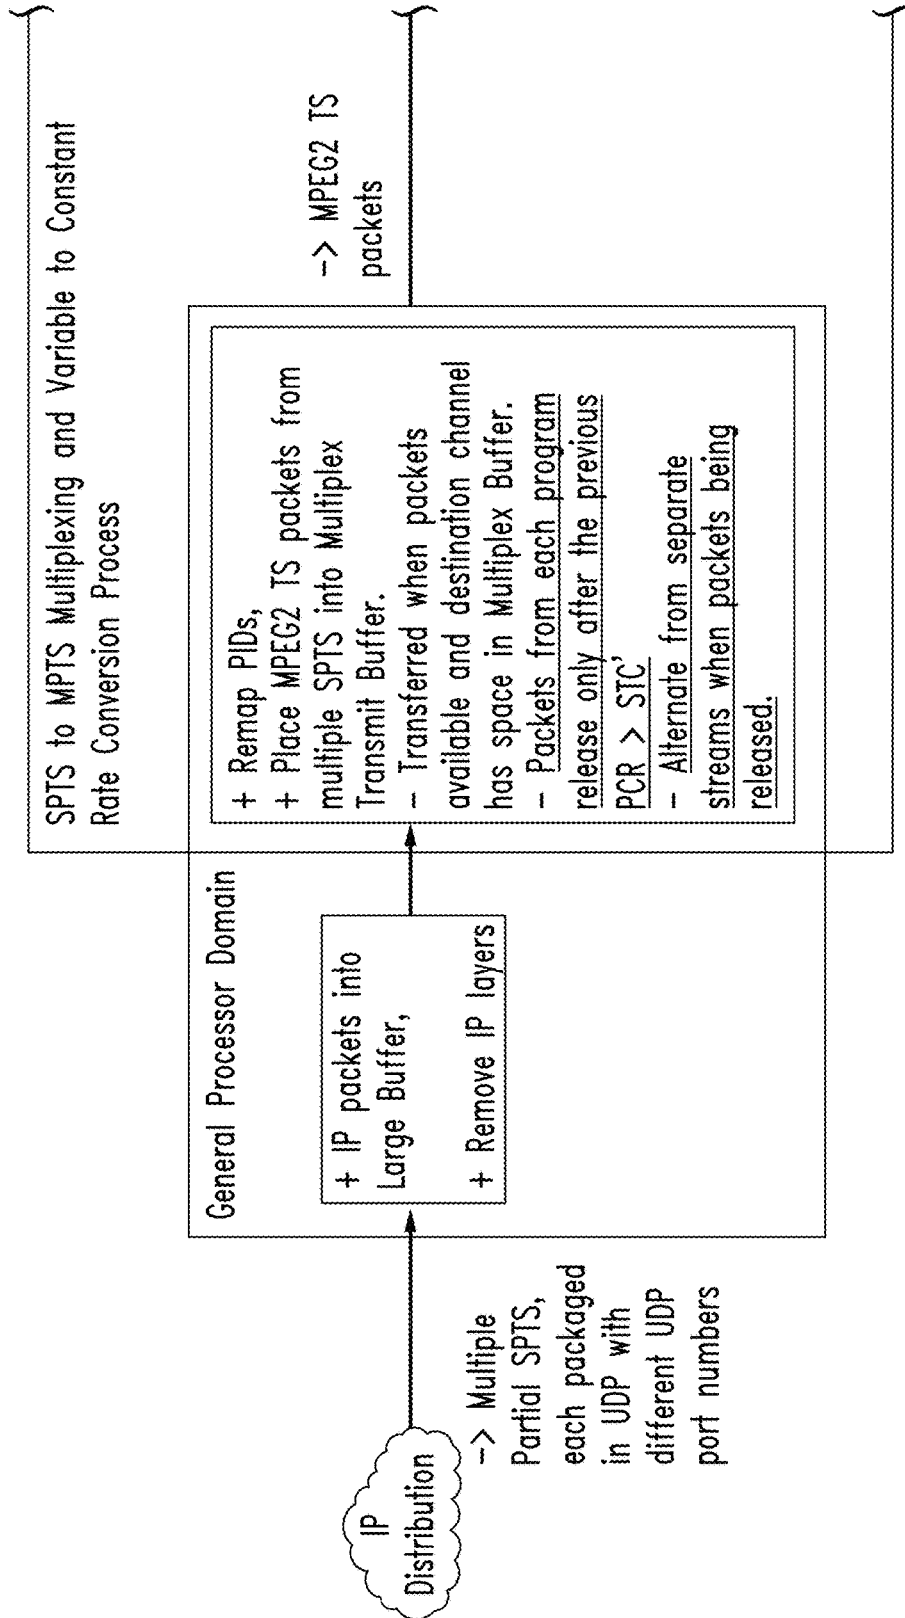 SPTS to MPTS Multiplexing and Variable to Constant
Rate Conversion Process
General Processor Domain
IP
Distribution
-> Multiple
Partial SPTS,
each packaged
in UDP with
different UDP
port numbers
+ IP packets into
Large Buffer,
+ Remove IP layers
+ Remap PIDs,
+ Place MPEG2 TS packets from
multiple SPTS into Multiplex
Transmit Buffer.
- Transferred when packets
available and destination channel
has space in Multiplex Buffer.
- Packets from each program
release only after the previous
PCR > STC'
- Alternate from separate
streams when packets being
released.
-> MPEG2 TS
packets